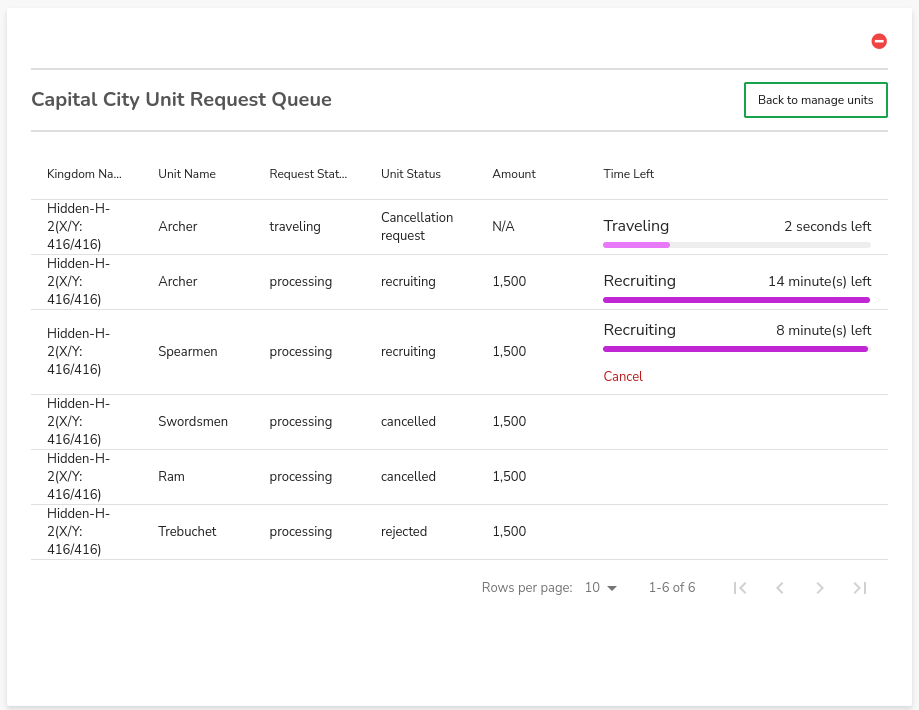 Capital City Unit Request Queue
Back to manage units
Kingdom Na... Unit Name Request Stat... Unit Status Amount Time Left
Hidden-H-
2(X/Y:
416/416)
Archer
traveling
Cancellation
request
N/A
Traveling 2 seconds left
Hidden-H-
2(X/Y:
416/416)
Archer
processing
recruiting
1,500
Recruiting 14 minute(s) left
Hidden-H-
2(X/Y:
416/416)
Spearmen
processing
recruiting
1,500
Recruiting 8 minute(s) left
Cancel
Hidden-H-
2(X/Y:
416/416)
Swordsmen
processing
cancelled
1,500
Hidden-H-
2(X/Y:
416/416)
Ram
processing
cancelled
1,500
Hidden-H-
2(X/Y:
416/416)
Trebuchet
processing
rejected
1,500
Rows per page: 10 1-6 of 6